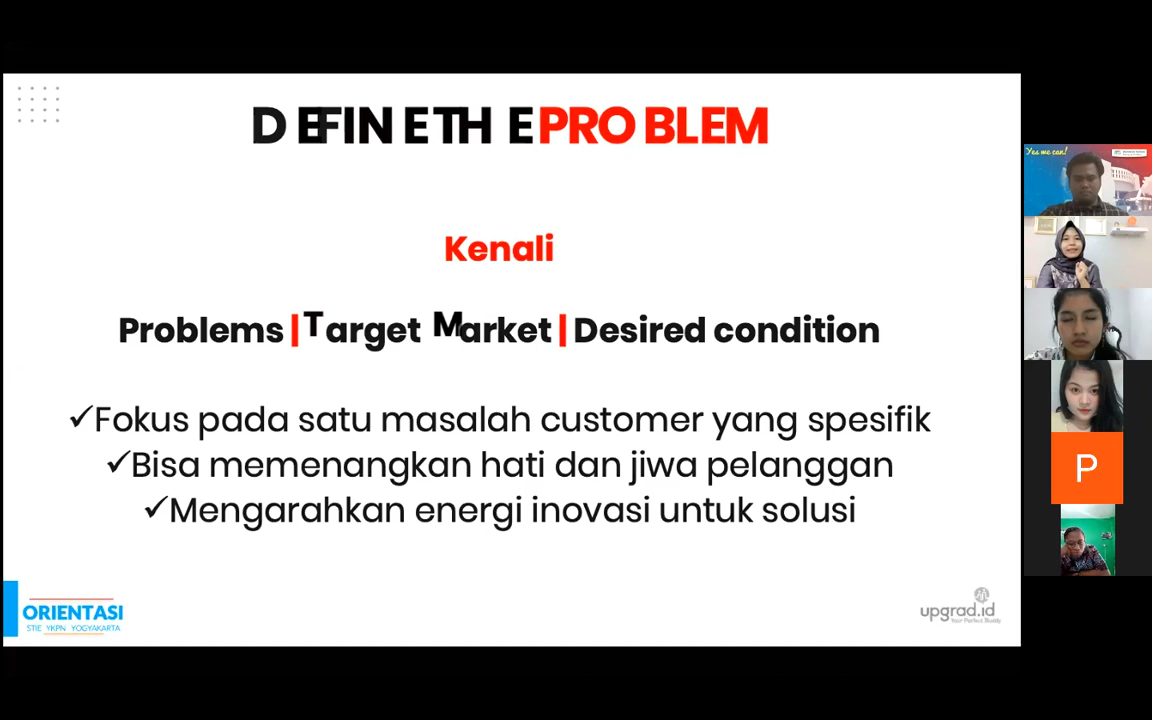 DEFINE THE PROBLEM
Kenali
Problems | Target Market | Desired condition
✓Fokus pada satu masalah customer yang spesifik
✓Bisa memenangkan hati dan jiwa pelanggan
✓Mengarahkan energi inovasi untuk solusi
ORIENTASI
STIE YKPN YOGYAKARTA
upgrad.id
Your Perfect Buddy
Yes we can!
P